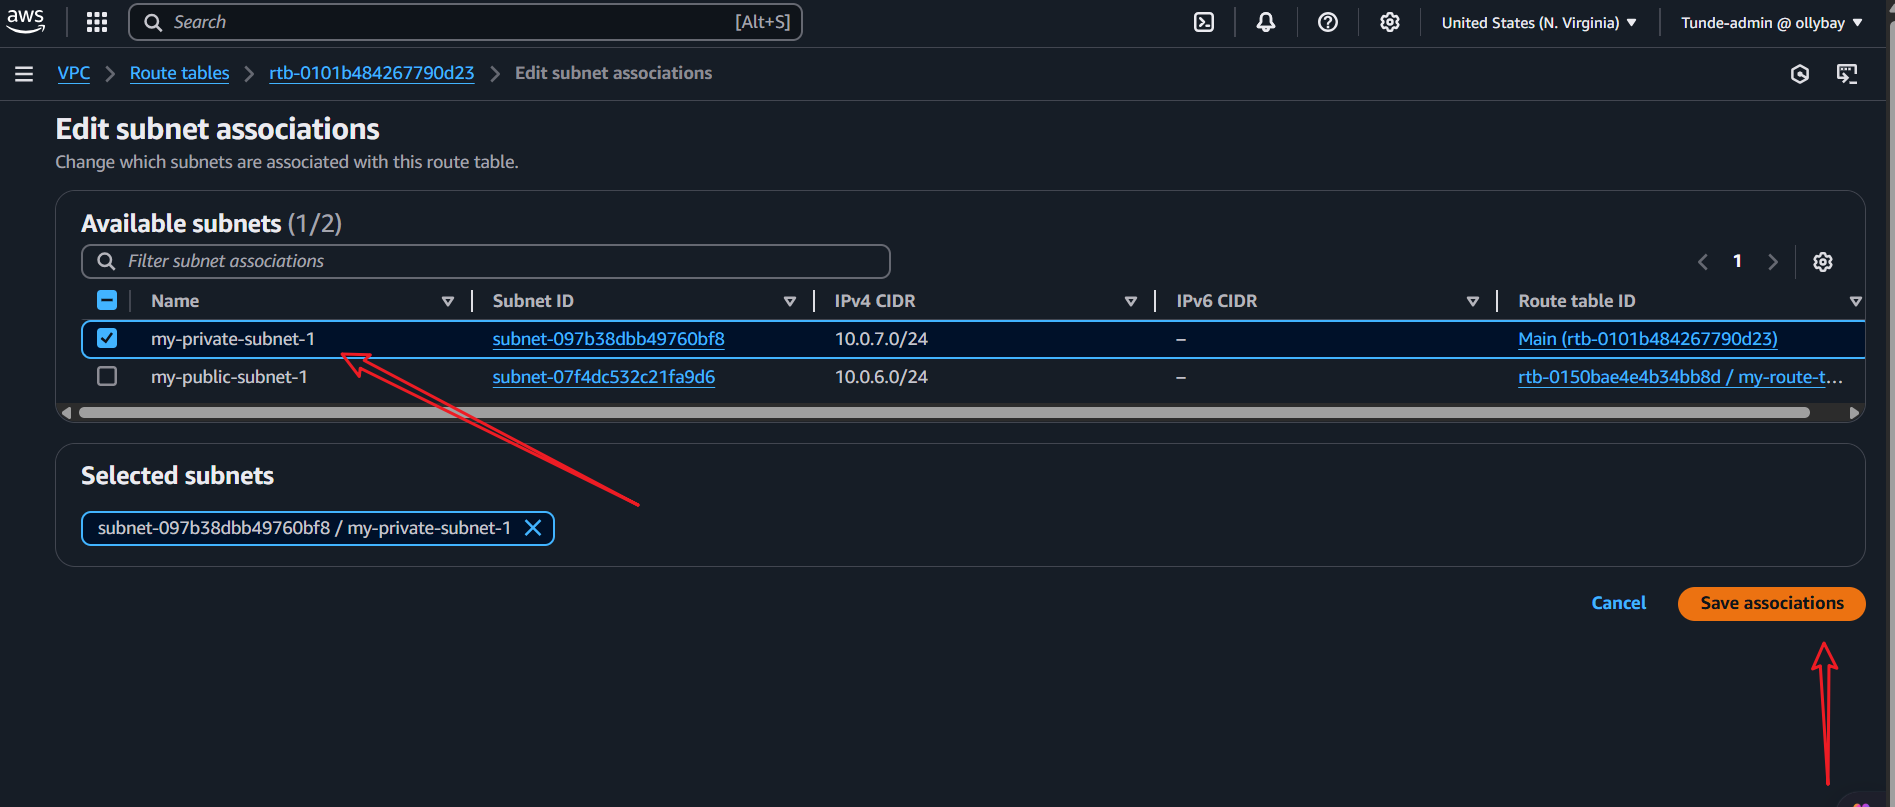 aws Search [Alt+S] United States (N. Virginia) Tunde-admin @ ollybay
VPC Route tables rtb-0101b484267790d23 Edit subnet associations
Edit subnet associations
Change which subnets are associated with this route table.
Available subnets (1/2)
Filter subnet associations 1
Name Subnet ID IPv4 CIDR IPv6 CIDR Route table ID
my-private-subnet-1 subnet-097b38dbb49760bf8 10.0.7.0/24 – Main (rtb-0101b484267790d23)
my-public-subnet-1 subnet-07f4dc532c21fa9d6 10.0.6.0/24 – rtb-0150bae4e4b34bb8d / my-route-t...
Selected subnets
subnet-097b38dbb49760bf8 / my-private-subnet-1
Cancel Save associations